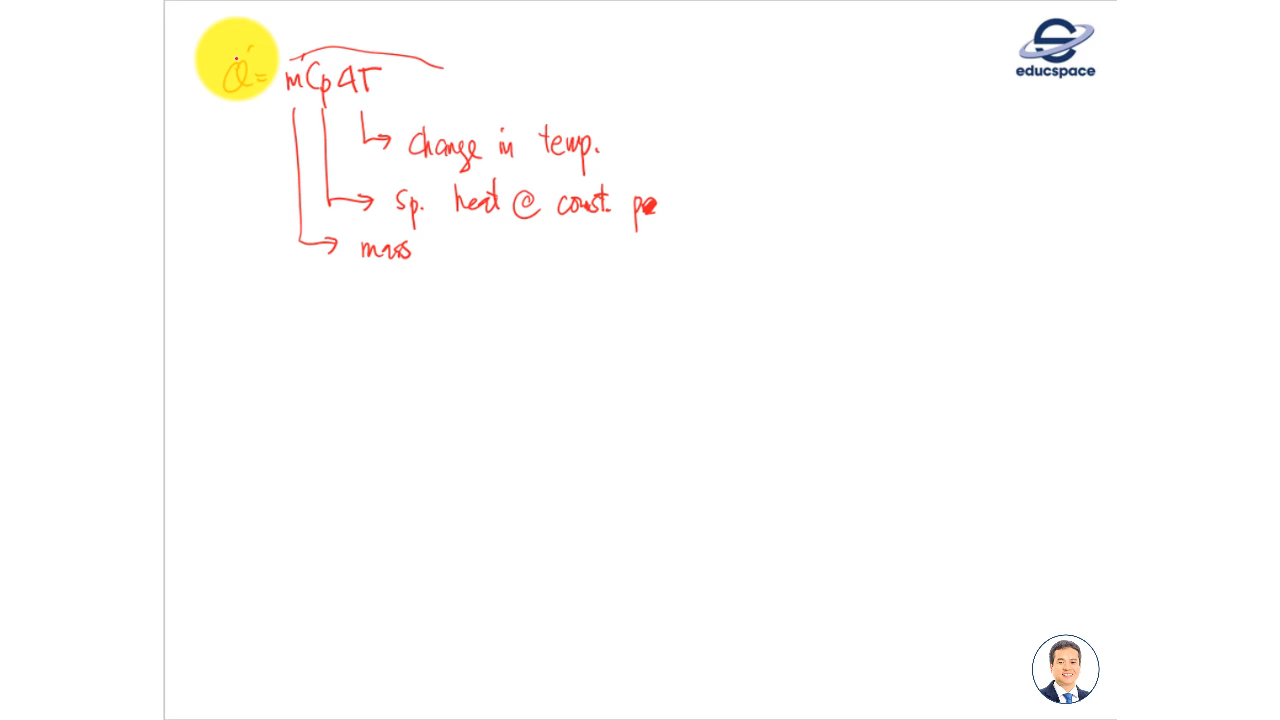 educspace
Q = mCpΔT
change in temp.
sp. heat @ const. p
mass